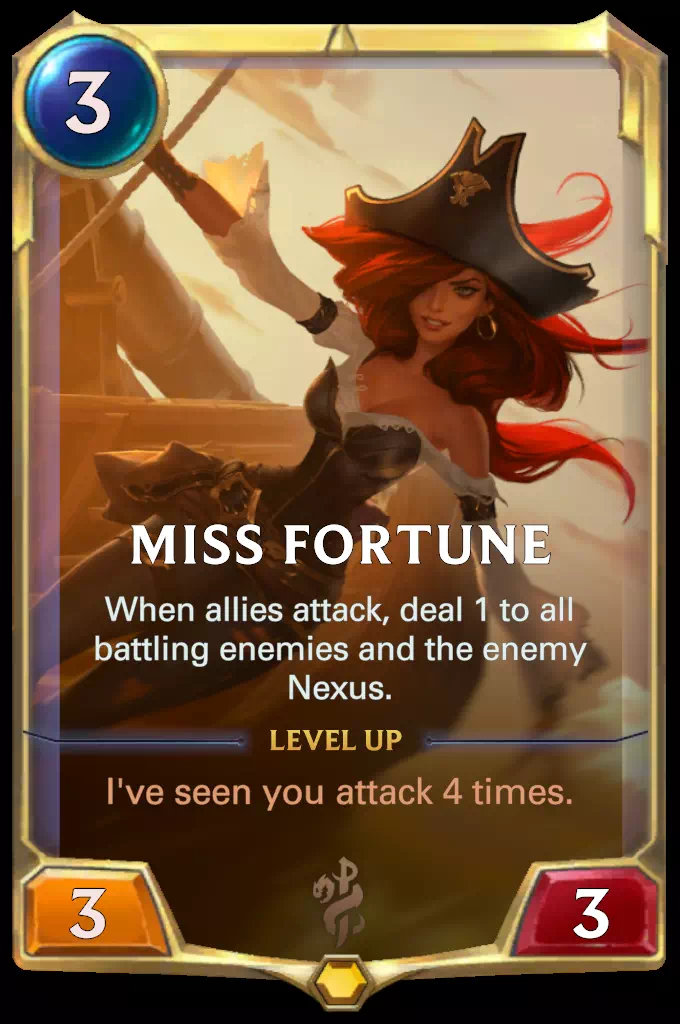 3
MISS FORTUNE
When allies attack, deal 1 to all
battling enemies and the enemy
Nexus.
LEVEL UP
I've seen you attack 4 times.
3
3